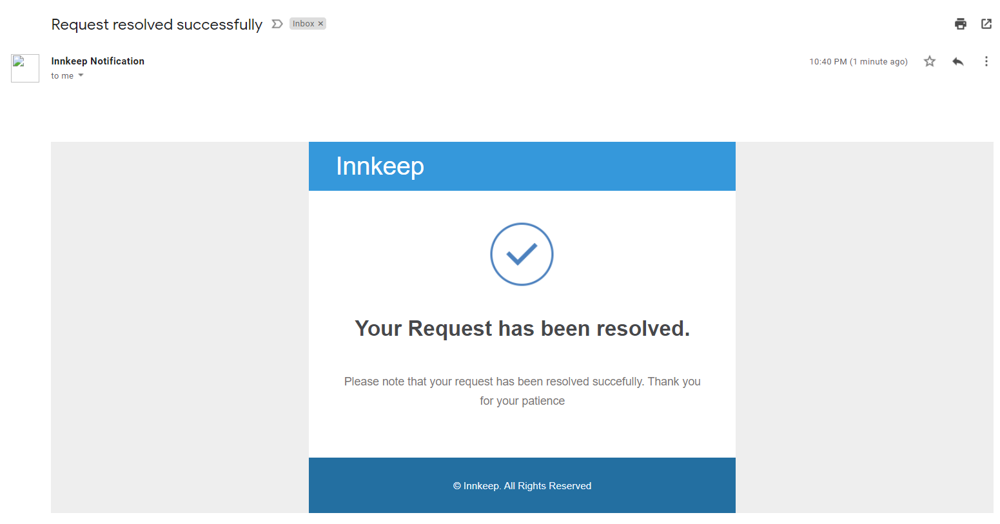 Request resolved successfully
Inbox ×
Innkeep Notification
10:40 PM (1 minute ago)
to me
Innkeep
Your Request has been resolved.
Please note that your request has been resolved succefully. Thank you
for your patience
© Innkeep. All Rights Reserved